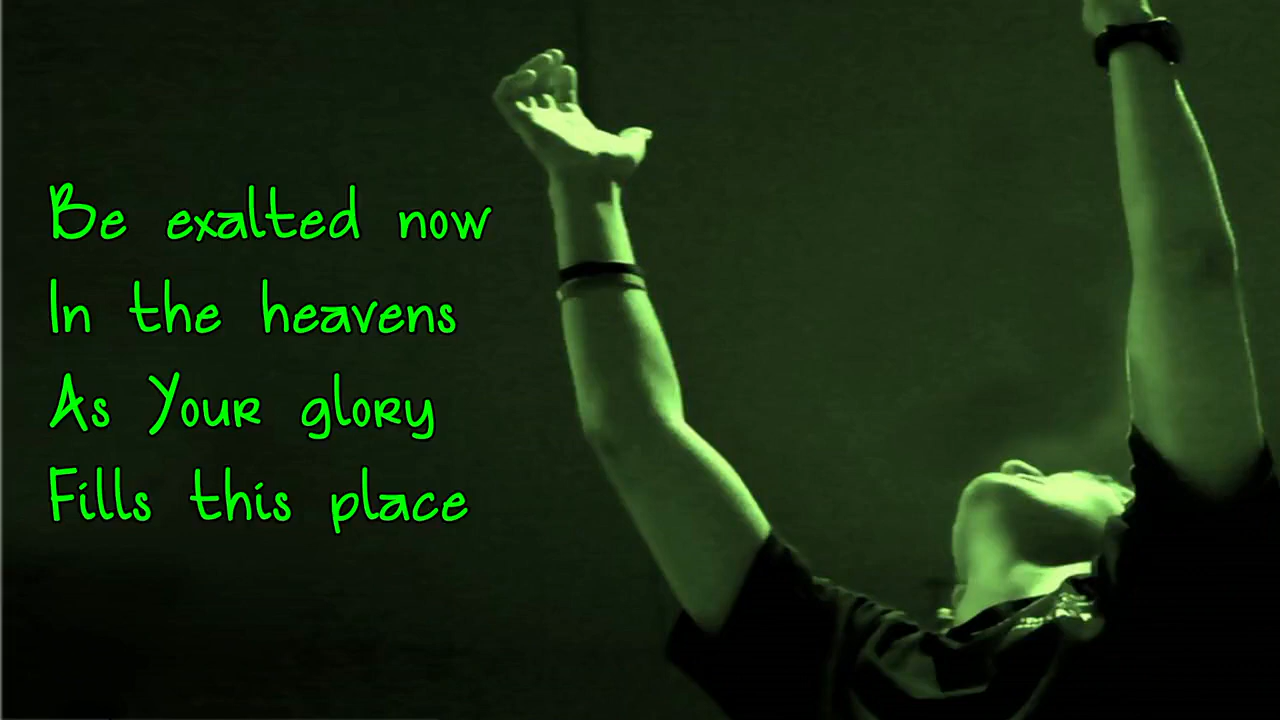 Be exalted now
In the heavens
As Your glory
Fills this place